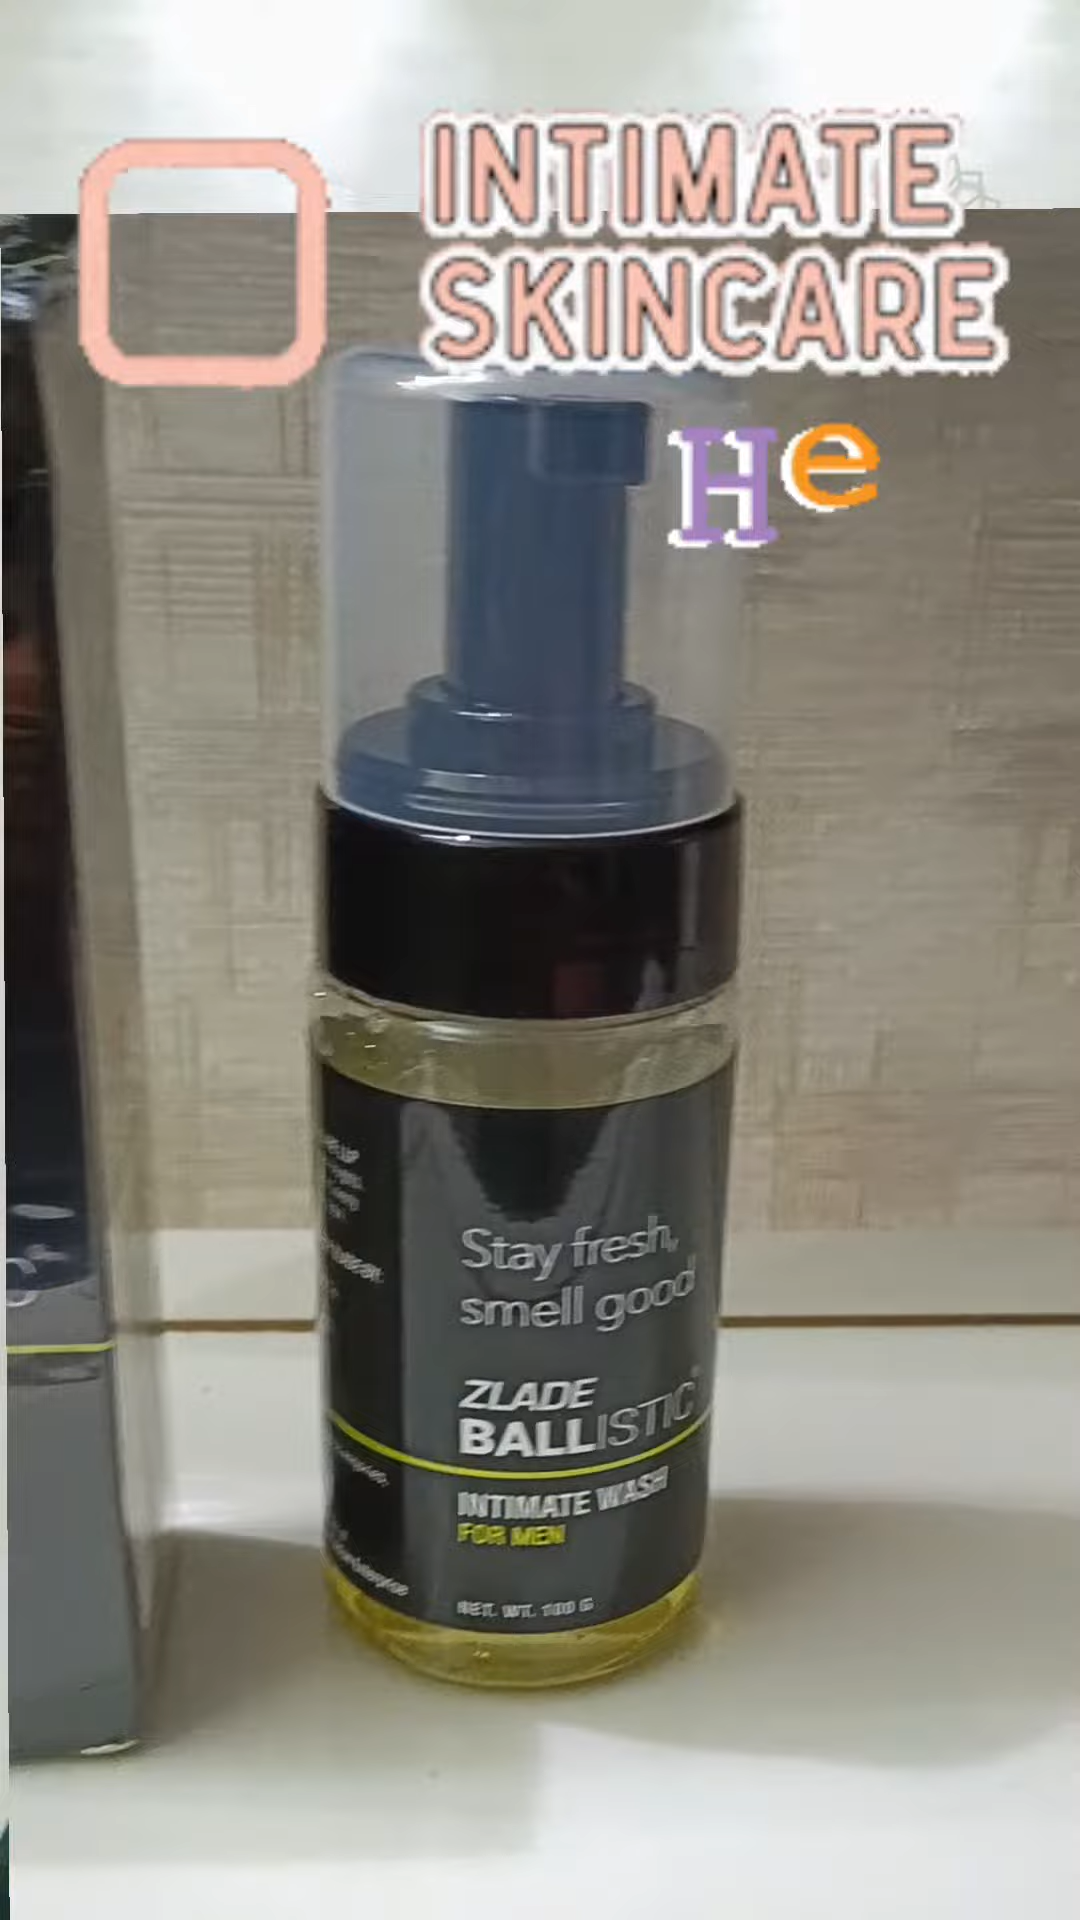 INTIMATE
SKINCARE
He
Stay fresh,
smell good
ZLADE
BALLISTIC
INTIMATE WASH
FOR MEN
NET. WT. 100 G